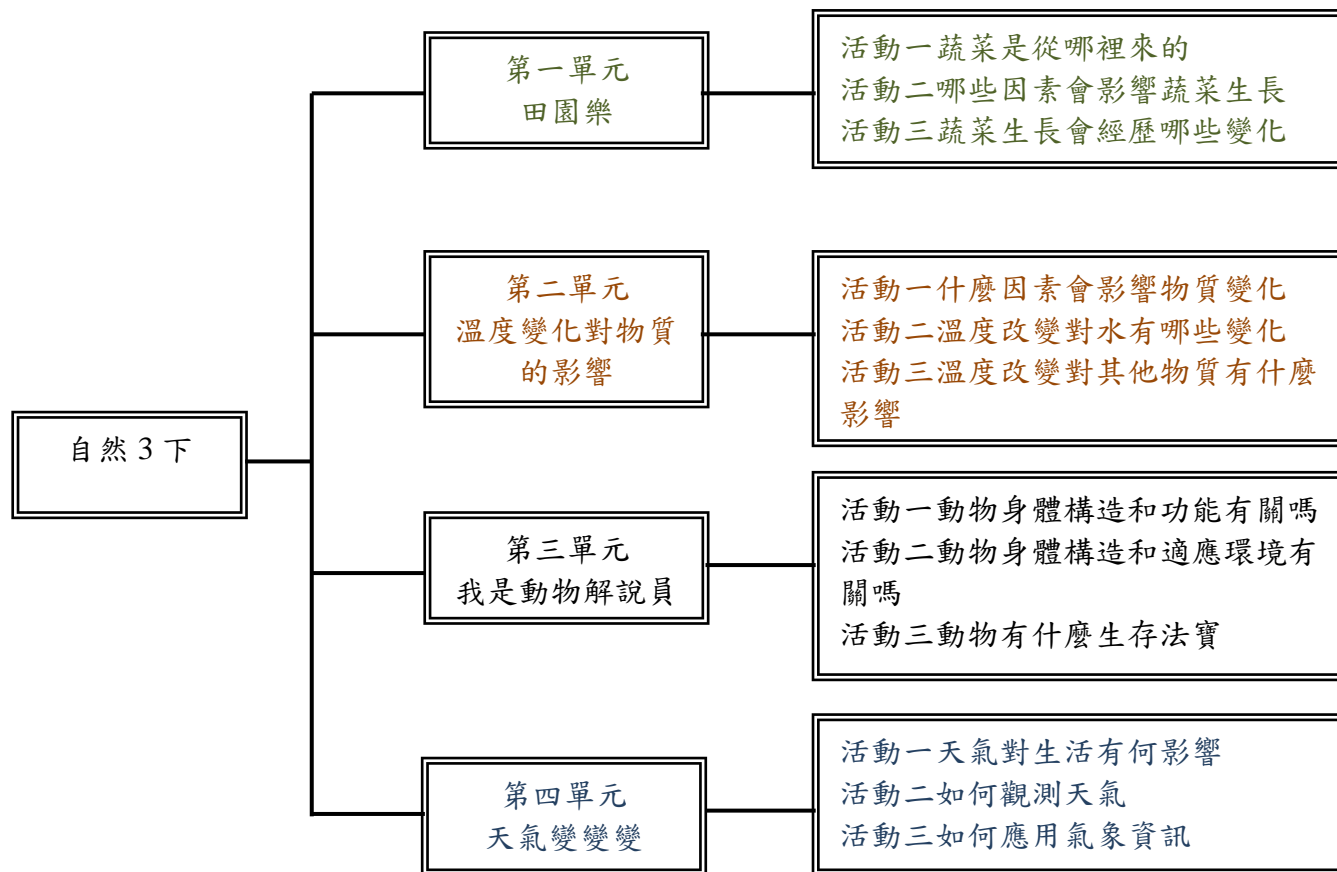 自然3下
第一單元
田園樂
活動一蔬菜是從哪裡來的
活動二哪些因素會影響蔬菜生長
活動三蔬菜生長會經歷哪些變化
第二單元
溫度變化對物質
的影響
活動一什麼因素會影響物質變化
活動二溫度改變對水有哪些變化
活動三溫度改變對其他物質有什麼
影響
第三單元
我是動物解說員
活動一動物身體構造和功能有關嗎
活動二動物身體構造和適應環境有
關嗎
活動三動物有什麼生存法寶
第四單元
天氣變變變
活動一天氣對生活有何影響
活動二如何觀測天氣
活動三如何應用氣象資訊